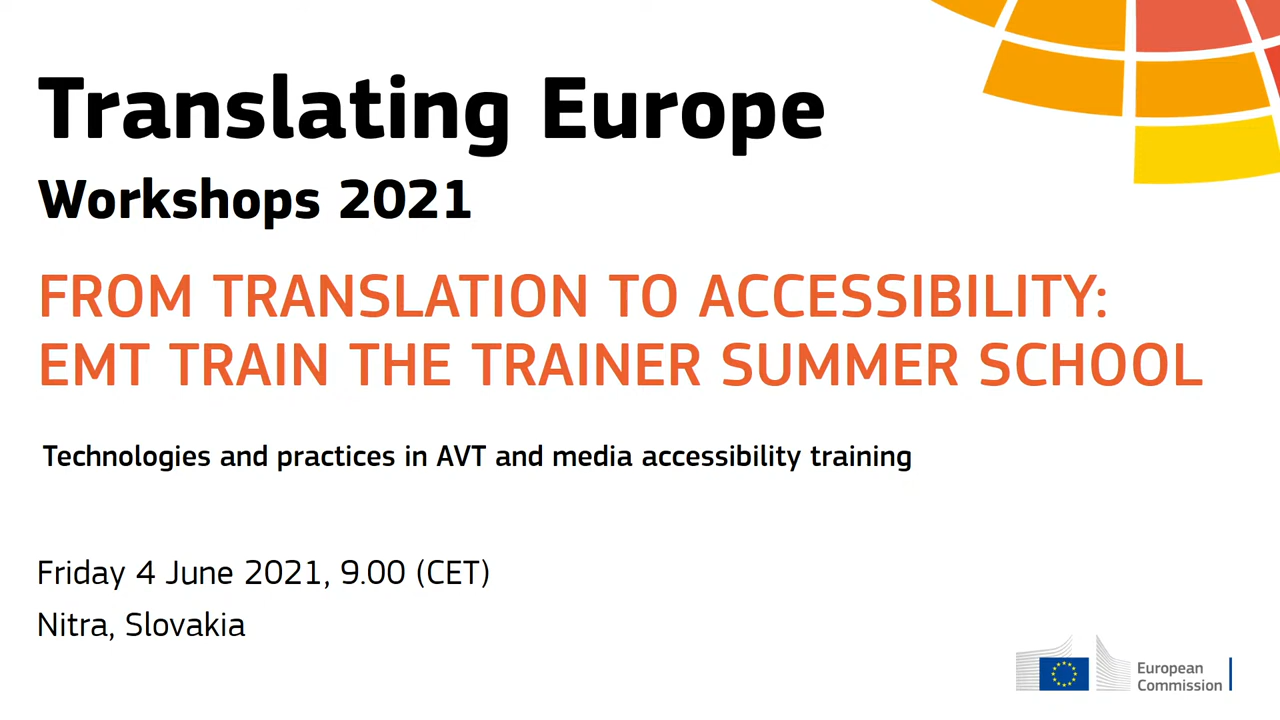 Translating Europe
Workshops 2021
FROM TRANSLATION TO ACCESSIBILITY:
EMT TRAIN THE TRAINER SUMMER SCHOOL
Technologies and practices in AVT and media accessibility training
Friday 4 June 2021, 9.00 (CET)
Nitra, Slovakia
European
Commission